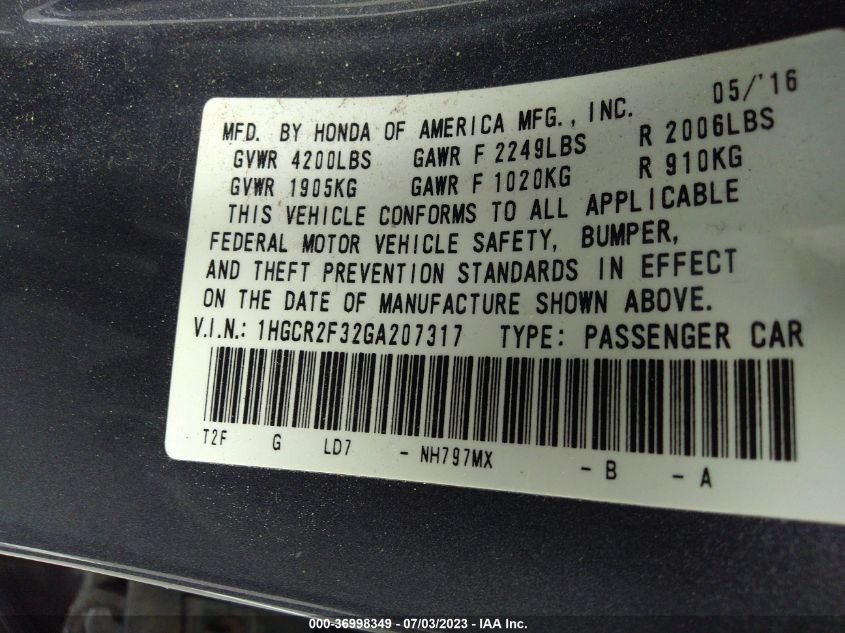 05/'16
MFD. BY HONDA OF AMERICA MFG., INC.
GVWR 4200LBS GAWR F 2249LBS R 2006LBS
GVWR 1905KG GAWR F 1020KG R 910KG
THIS VEHICLE CONFORMS TO ALL APPLICABLE
FEDERAL MOTOR VEHICLE SAFETY, BUMPER,
AND THEFT PREVENTION STANDARDS IN EFFECT
ON THE DATE OF MANUFACTURE SHOWN ABOVE.
V.I.N.: 1HGCR2F32GA207317 TYPE: PASSENGER CAR
T2F G LD7 - NH797MX - B - A
000-36998349 - 07/03/2023 - IAA Inc.